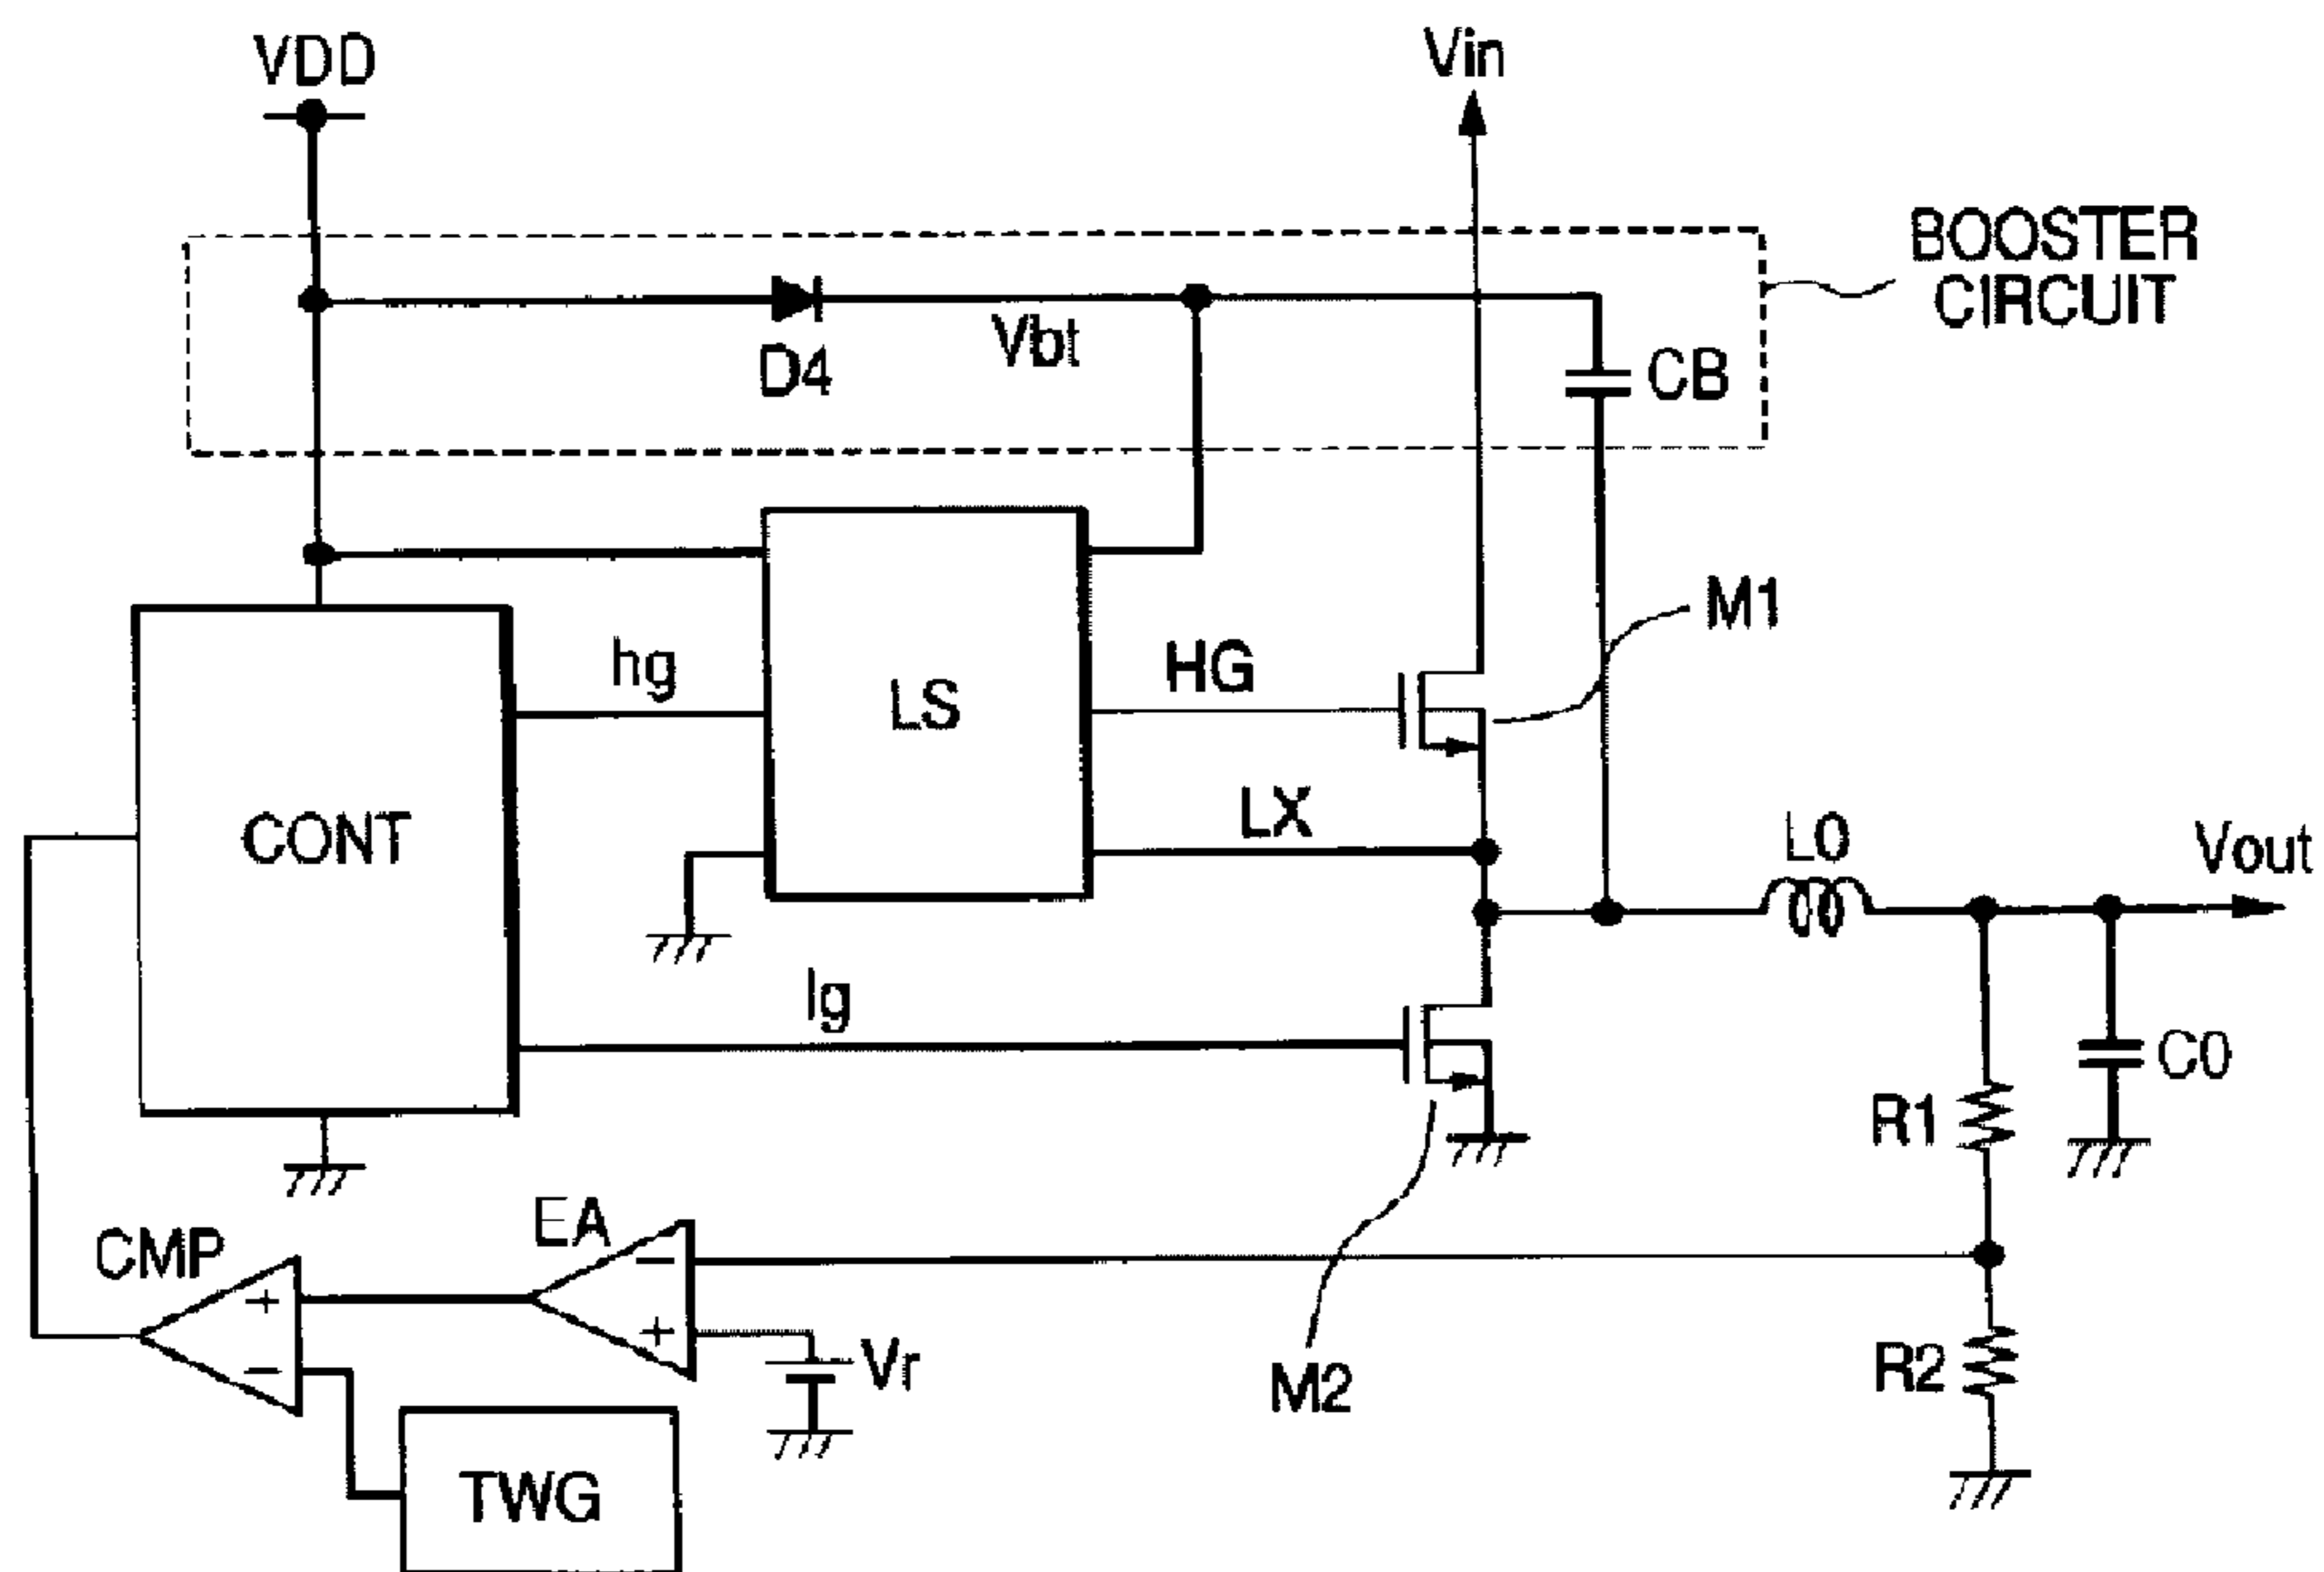 VDD
Vin
BOOSTER
CIRCUIT
Vbt
D4
CB
M1
hg
HG
LS
LX
CONT
L0
Vout
lg
C0
R1
EA
CMP
+
−
−
+
Vr
M2
R2
TWG